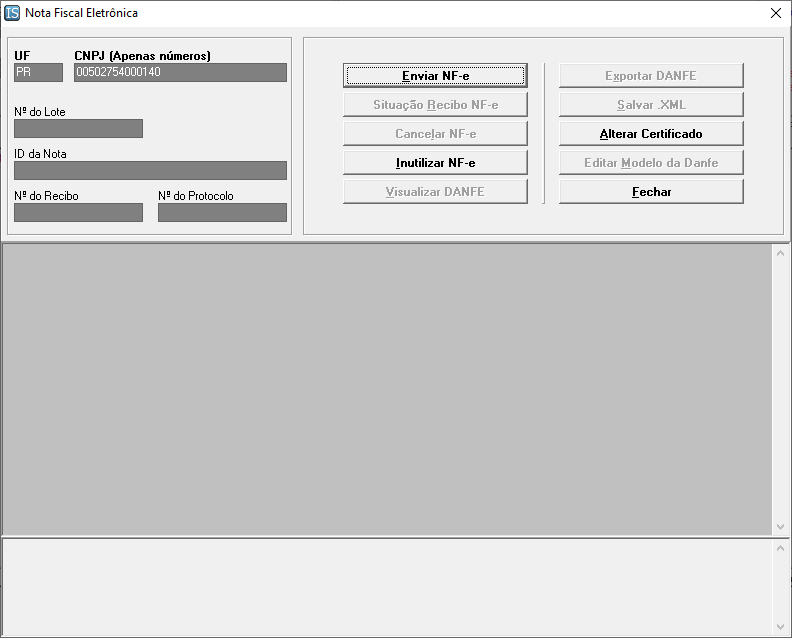 IS Nota Fiscal Eletrônica
UF
CNPJ (Apenas números)
PR
00502754000140
Nº do Lote
ID da Nota
Nº do Recibo
Nº do Protocolo
Enviar NF-e
Situação Recibo NF-e
Cancelar NF-e
Inutilizar NF-e
Visualizar DANFE
Exportar DANFE
Salvar .XML
Alterar Certificado
Editar Modelo da Danfe
Fechar